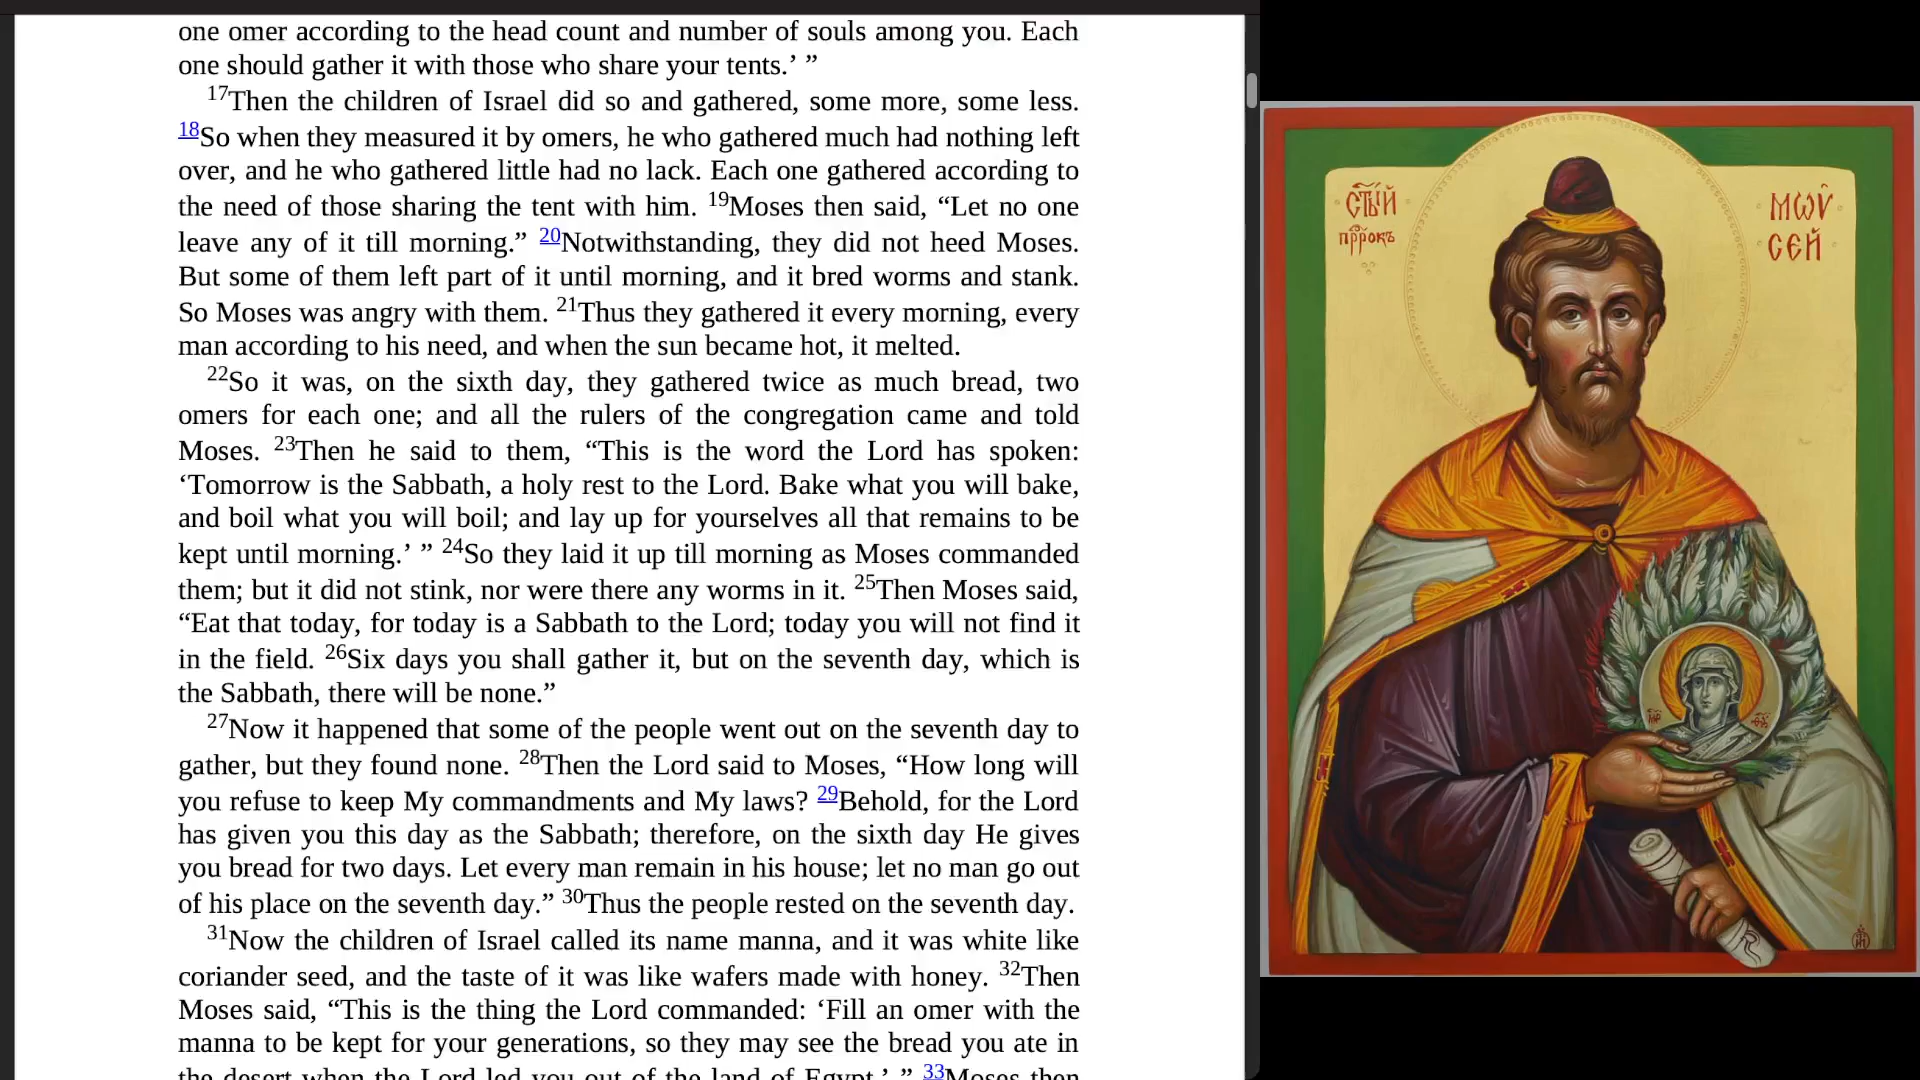 one omer according to the head count and number of souls among you. Each
one should gather it with those who share your tents.’ ”
17Then the children of Israel did so and gathered, some more, some less.
18So when they measured it by omers, he who gathered much had nothing left
over, and he who gathered little had no lack. Each one gathered according to
the need of those sharing the tent with him. 19Moses then said, “Let no one
leave any of it till morning.” 20Notwithstanding, they did not heed Moses.
But some of them left part of it until morning, and it bred worms and stank.
So Moses was angry with them. 21Thus they gathered it every morning, every
man according to his need, and when the sun became hot, it melted.
22So it was, on the sixth day, they gathered twice as much bread, two
omers for each one; and all the rulers of the congregation came and told
Moses. 23Then he said to them, “This is the word the Lord has spoken:
‘Tomorrow is the Sabbath, a holy rest to the Lord. Bake what you will bake,
and boil what you will boil; and lay up for yourselves all that remains to be
kept until morning.’ ” 24So they laid it up till morning as Moses commanded
them; but it did not stink, nor were there any worms in it. 25Then Moses said,
“Eat that today, for today is a Sabbath to the Lord; today you will not find it
in the field. 26Six days you shall gather it, but on the seventh day, which is
the Sabbath, there will be none.”
27Now it happened that some of the people went out on the seventh day to
gather, but they found none. 28Then the Lord said to Moses, “How long will
you refuse to keep My commandments and My laws? 29Behold, for the Lord
has given you this day as the Sabbath; therefore, on the sixth day He gives
you bread for two days. Let every man remain in his house; let no man go out
of his place on the seventh day.” 30Thus the people rested on the seventh day.
31Now the children of Israel called its name manna, and it was white like
coriander seed, and the taste of it was like wafers made with honey. 32Then
Moses said, “This is the thing the Lord commanded: ‘Fill an omer with the
manna to be kept for your generations, so they may see the bread you ate in
the desert when the Lord led you out of the land of Egypt.’ ” 33Moses then
СТЫЙ
ПРРОКЪ
МѠѶ
СЕЙ